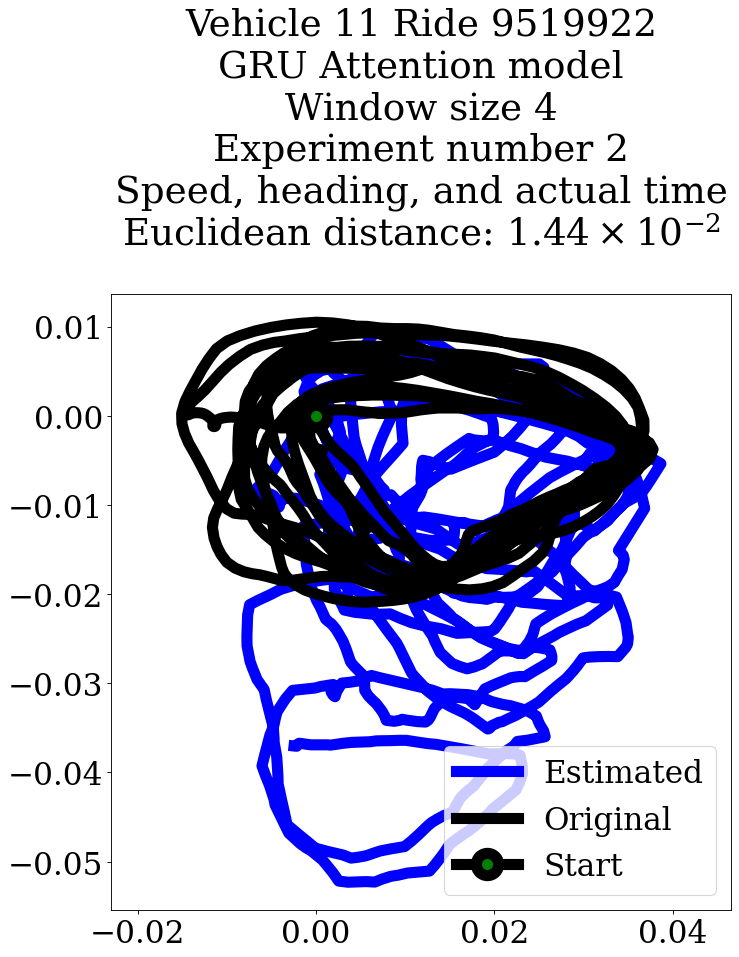 Vehicle 11 Ride 9519922
GRU Attention model
Window size 4
Experiment number 2
Speed, heading, and actual time
Euclidean distance: 1.44 × 10⁻²
0.01
0.00
−0.01
−0.02
−0.03
−0.04
−0.05
Estimated
Original
Start
−0.02 0.00 0.02 0.04